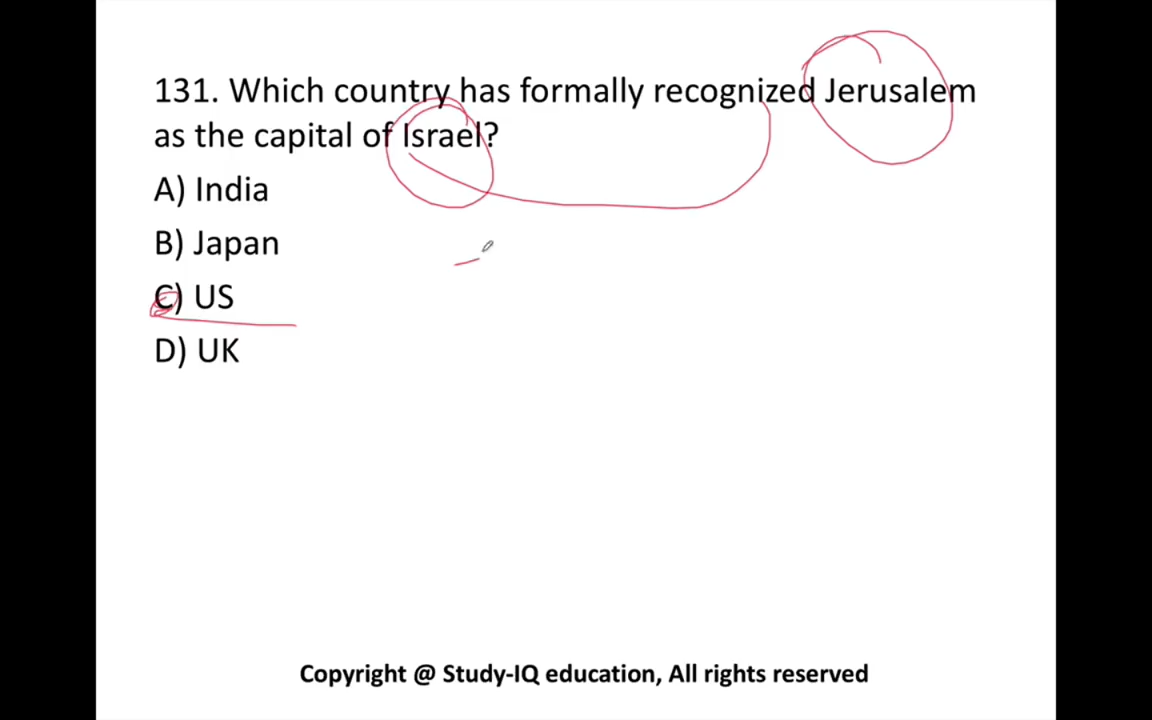 131. Which country has formally recognized Jerusalem
as the capital of Israel?
A) India
B) Japan
C) US
D) UK
Copyright @ Study-IQ education, All rights reserved